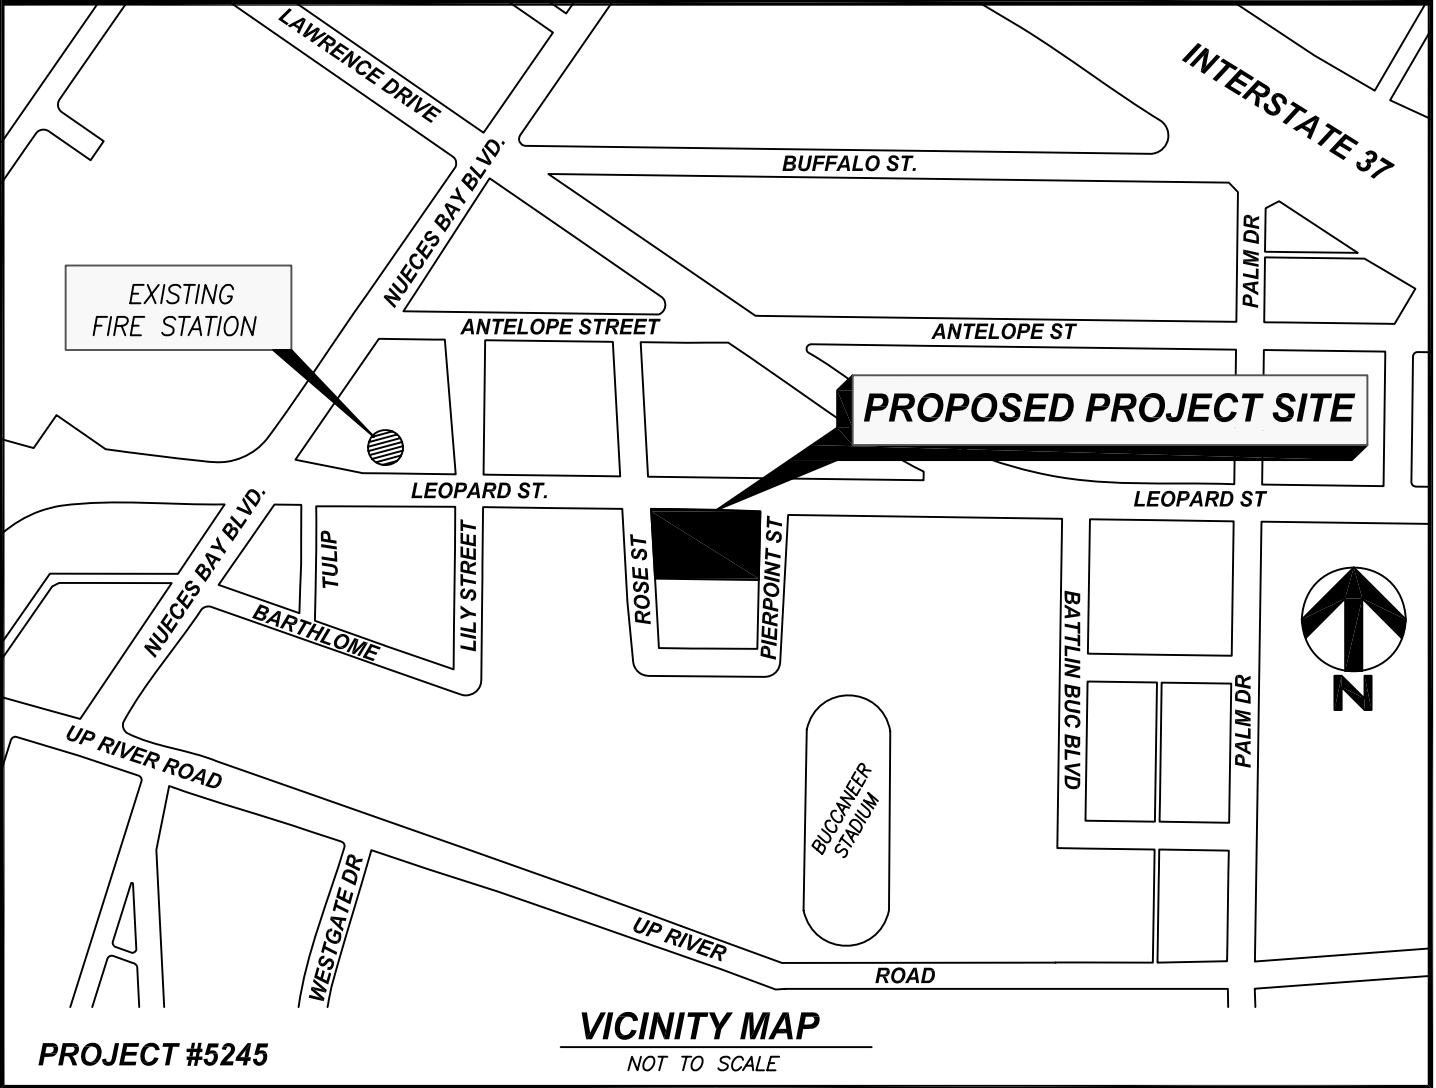 LAWRENCE DRIVE
INTERSTATE 37
BUFFALO ST.
NUECES BAY BLVD.
PALM DR
EXISTING
FIRE STATION
ANTELOPE STREET
ANTELOPE ST
PROPOSED PROJECT SITE
LEOPARD ST.
LEOPARD ST
NUECES BAY BLVD.
TULIP
LILY STREET
ROSE ST
PIERPOINT ST
BARTHLOME
BATTLIN BUC BLVD
N
PALM DR
UP RIVER ROAD
BUCCANEER
STADIUM
WESTGATE DR
UP RIVER
ROAD
VICINITY MAP
NOT TO SCALE
PROJECT #5245